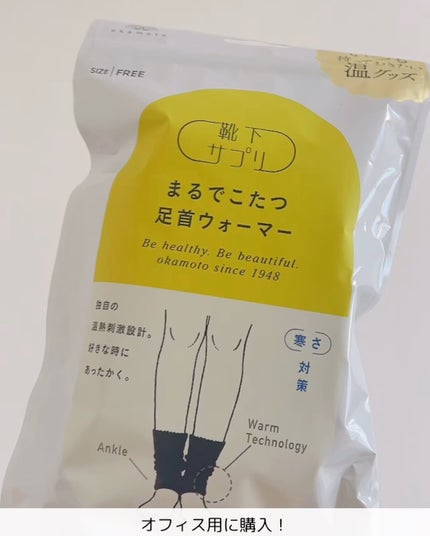 okamoto
SIZE | FREE
温グッズ
靴下
サプリ
まるでこたつ
足首ウォーマー
Be healthy. Be beautiful.
okamoto since 1948
独自の
温熱刺激設計。
好きな時に
あったかく。
寒さ
対策
Warm
Technology
Ankle
オフィス用に購入！